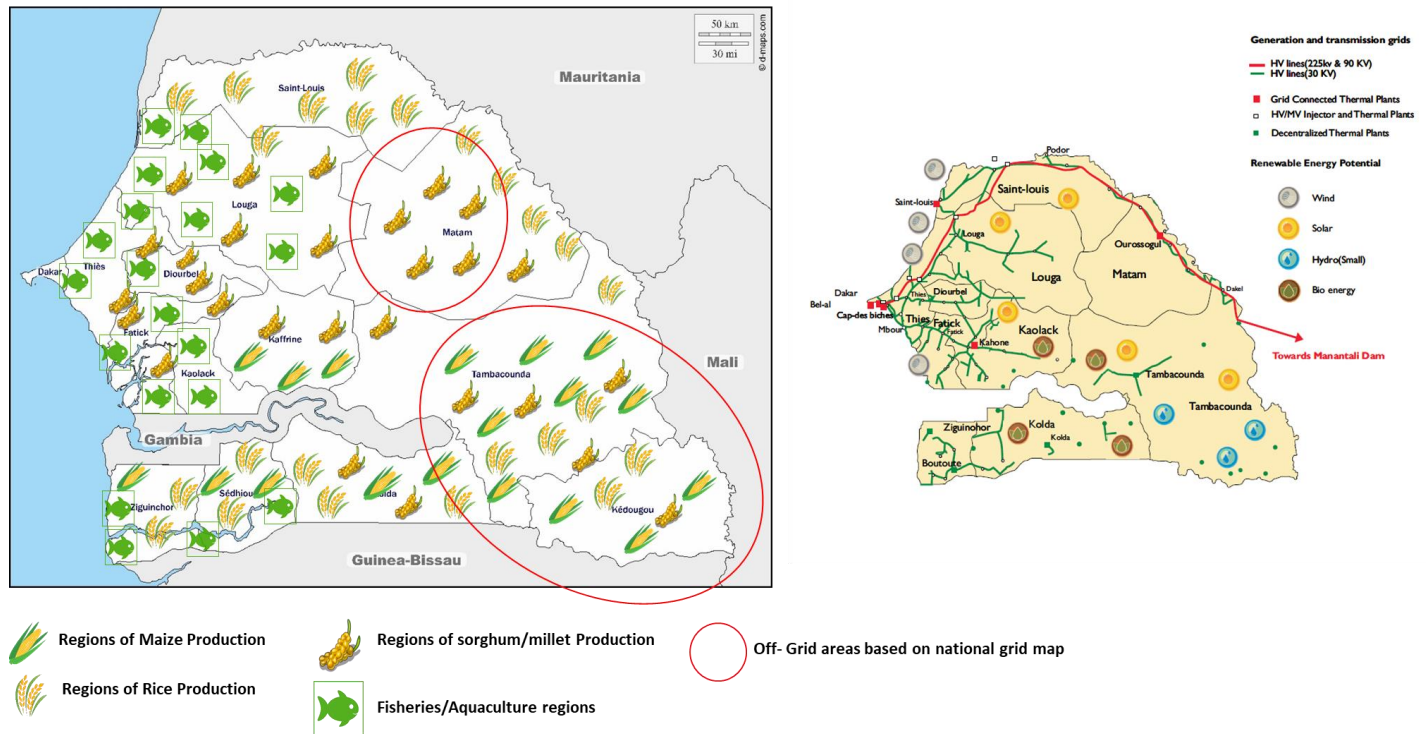 50 km
30 mi
© d-maps.com
Mauritania
Saint-Louis
Louga
Matam
Dakar
Thiès
Diourbel
Fatick
Kaffrine
Kaolack
Tambacounda
Mali
Gambia
Ziguinchor
Sédhiou
Kédougou
Guinea-Bissau
Regions of Maize Production
Regions of sorghum/millet Production
Off- Grid areas based on national grid map
Regions of Rice Production
Fisheries/Aquaculture regions
Generation and transmission grids
HV lines(225kv & 90 KV)
HV lines(30 KV)
Grid Connected Thermal Plants
HV/MV Injector and Thermal Plants
Decentralized Thermal Plants
Renewable Energy Potential
Wind
Solar
Hydro(Small)
Bio energy
Podor
Saint-louis
Saint-louis
Louga
Ourossogul
Louga
Matam
Dakel
Dakar
Bel-al
Cap-des biches
Thies
Diourbel
Thies
Fatick
Fatick
Mbour
Kaolack
Kahone
Towards Manantali Dam
Tambacounda
Tambacounda
Ziguinohor
Kolda
Kolda
Boutoute